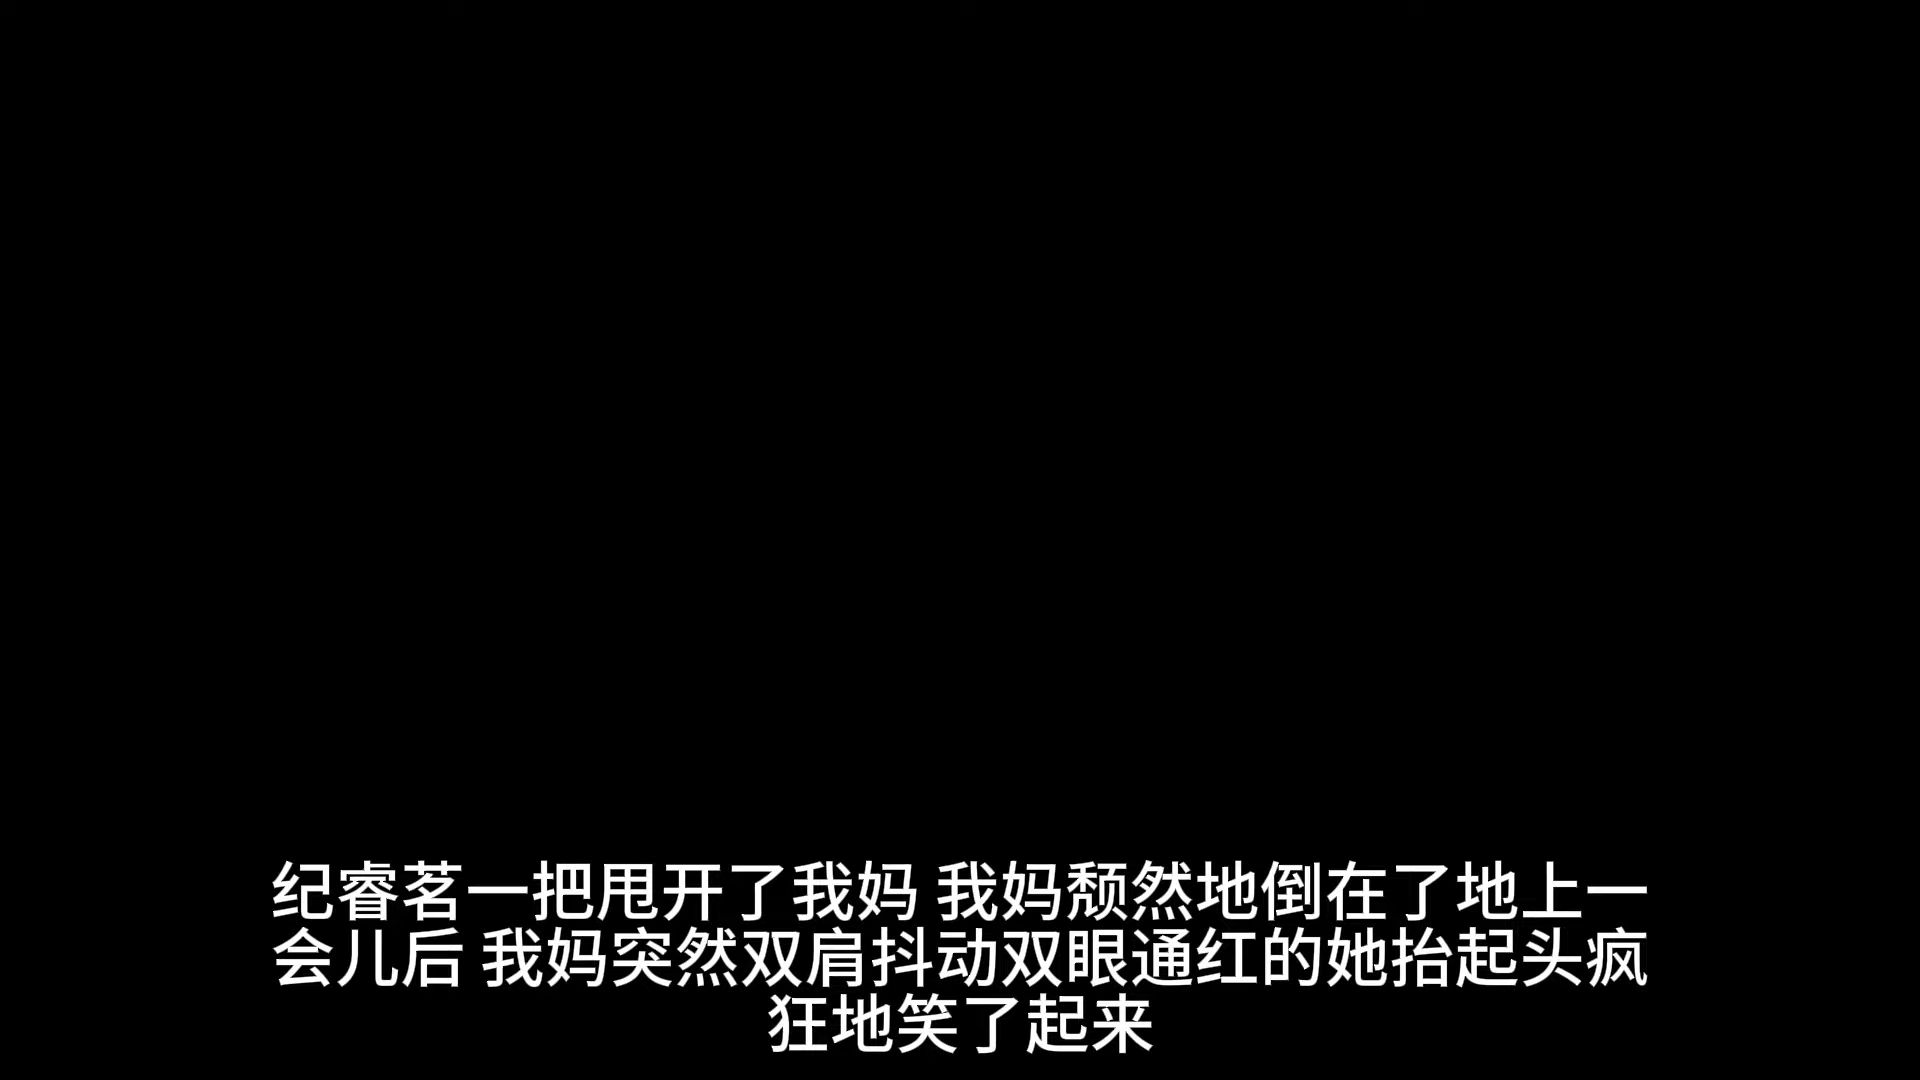 纪睿茗一把甩开了我妈 我妈颓然地倒在了地上一
会儿后 我妈突然双肩抖动双眼通红的她抬起头疯
狂地笑了起来